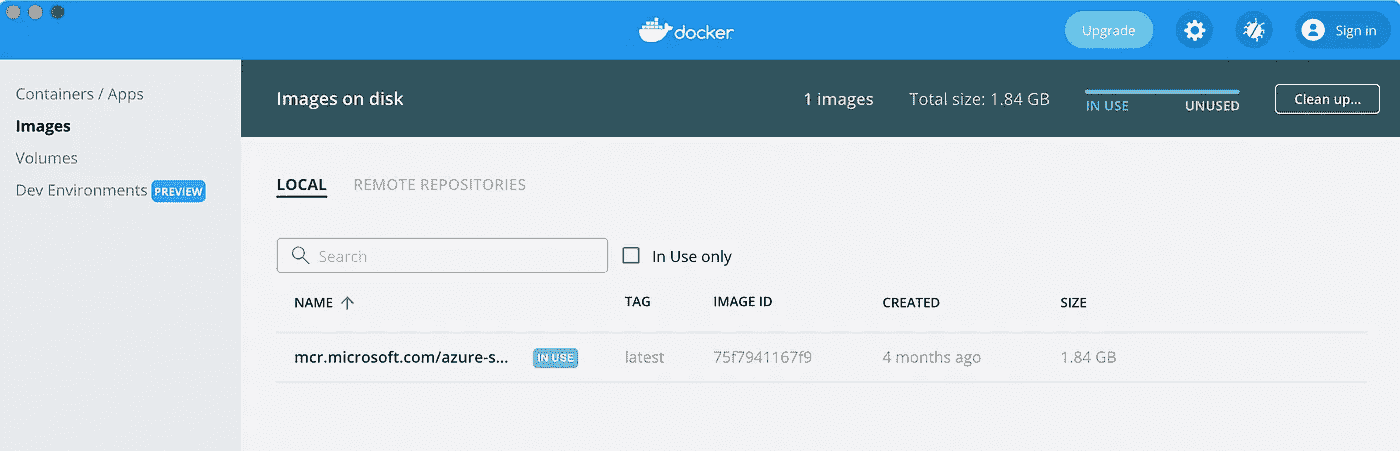 docker
Upgrade
Sign in
Containers / Apps
Images
Volumes
Dev Environments PREVIEW
Images on disk
1 images
Total size: 1.84 GB
IN USE
UNUSED
Clean up...
LOCAL
REMOTE REPOSITORIES
Search
In Use only
NAME TAG IMAGE ID CREATED SIZE
mcr.microsoft.com/azure-s... IN USE latest 75f7941167f9 4 months ago 1.84 GB